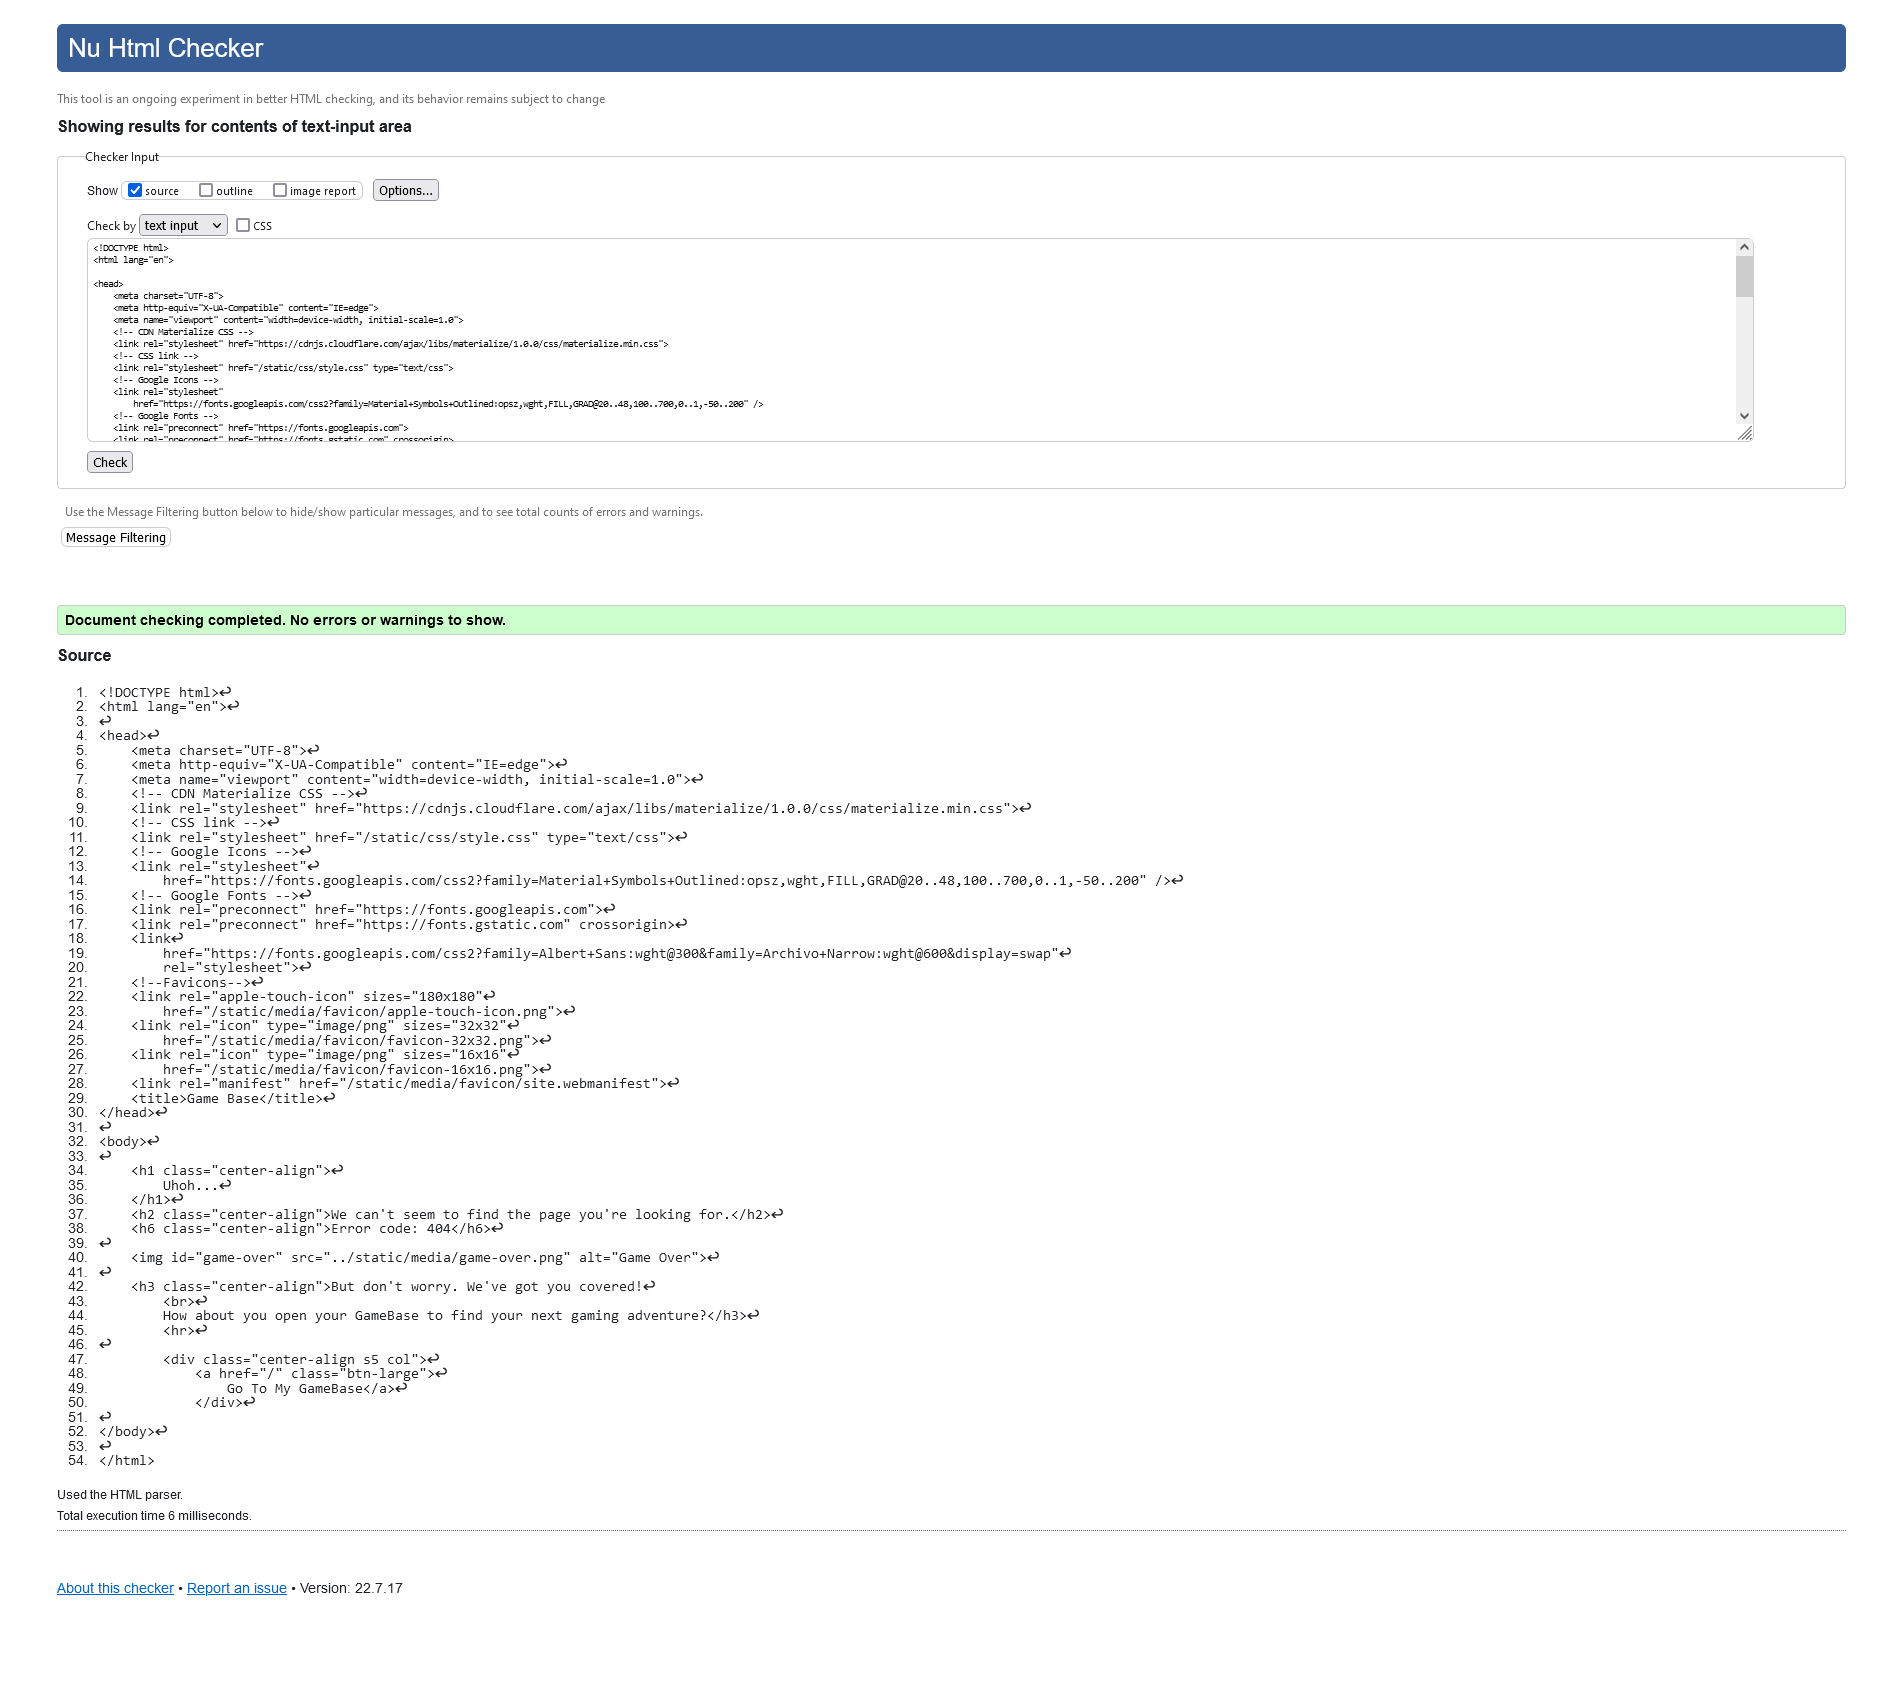 Nu Html Checker
This tool is an ongoing experiment in better HTML checking, and its behavior remains subject to change
Showing results for contents of text-input area
Checker Input
Show source outline image report Options...
Check by text input CSS
<!DOCTYPE html>
<html lang="en">
<head>
    <meta charset="UTF-8">
    <meta http-equiv="X-UA-Compatible" content="IE=edge">
    <meta name="viewport" content="width=device-width, initial-scale=1.0">
    <!-- CDN Materialize CSS -->
    <link rel="stylesheet" href="https://cdnjs.cloudflare.com/ajax/libs/materialize/1.0.0/css/materialize.min.css">
    <!-- CSS link -->
    <link rel="stylesheet" href="/static/css/style.css" type="text/css">
    <!-- Google Icons -->
    <link rel="stylesheet"
        href="https://fonts.googleapis.com/css2?family=Material+Symbols+Outlined:opsz,wght,FILL,GRAD@20..48,100..700,0..1,-50..200" />
    <!-- Google Fonts -->
    <link rel="preconnect" href="https://fonts.googleapis.com">
    <link rel="preconnect" href="https://fonts.gstatic.com" crossorigin>
Check
Use the Message Filtering button below to hide/show particular messages, and to see total counts of errors and warnings.
Message Filtering
Document checking completed. No errors or warnings to show.
Source
1. <!DOCTYPE html>↩
2. <html lang="en">↩
3. ↩
4. <head>↩
5.     <meta charset="UTF-8">↩
6.     <meta http-equiv="X-UA-Compatible" content="IE=edge">↩
7.     <meta name="viewport" content="width=device-width, initial-scale=1.0">↩
8.     <!-- CDN Materialize CSS -->↩
9.     <link rel="stylesheet" href="https://cdnjs.cloudflare.com/ajax/libs/materialize/1.0.0/css/materialize.min.css">↩
10.     <!-- CSS link -->↩
11.     <link rel="stylesheet" href="/static/css/style.css" type="text/css">↩
12.     <!-- Google Icons -->↩
13.     <link rel="stylesheet"↩
14.         href="https://fonts.googleapis.com/css2?family=Material+Symbols+Outlined:opsz,wght,FILL,GRAD@20..48,100..700,0..1,-50..200" />↩
15.     <!-- Google Fonts -->↩
16.     <link rel="preconnect" href="https://fonts.googleapis.com">↩
17.     <link rel="preconnect" href="https://fonts.gstatic.com" crossorigin>↩
18.     <link↩
19.         href="https://fonts.googleapis.com/css2?family=Albert+Sans:wght@300&family=Archivo+Narrow:wght@600&display=swap"↩
20.         rel="stylesheet">↩
21.     <!--Favicons-->↩
22.     <link rel="apple-touch-icon" sizes="180x180"↩
23.         href="/static/media/favicon/apple-touch-icon.png">↩
24.     <link rel="icon" type="image/png" sizes="32x32"↩
25.         href="/static/media/favicon/favicon-32x32.png">↩
26.     <link rel="icon" type="image/png" sizes="16x16"↩
27.         href="/static/media/favicon/favicon-16x16.png">↩
28.     <link rel="manifest" href="/static/media/favicon/site.webmanifest">↩
29.     <title>Game Base</title>↩
30. </head>↩
31. ↩
32. <body>↩
33. ↩
34.     <h1 class="center-align">↩
35.         Uhoh...↩
36.     </h1>↩
37.     <h2 class="center-align">We can't seem to find the page you're looking for.</h2>↩
38.     <h6 class="center-align">Error code: 404</h6>↩
39. ↩
40.     <img id="game-over" src="../static/media/game-over.png" alt="Game Over">↩
41. ↩
42.     <h3 class="center-align">But don't worry. We've got you covered!↩
43.         <br>↩
44.         How about you open your GameBase to find your next gaming adventure?</h3>↩
45.         <hr>↩
46. ↩
47.         <div class="center-align s5 col">↩
48.             <a href="/" class="btn-large">↩
49.                 Go To My GameBase</a>↩
50.             </div>↩
51. ↩
52. </body>↩
53. ↩
54. </html>
Used the HTML parser.
Total execution time 6 milliseconds.
About this checker • Report an issue • Version: 22.7.17